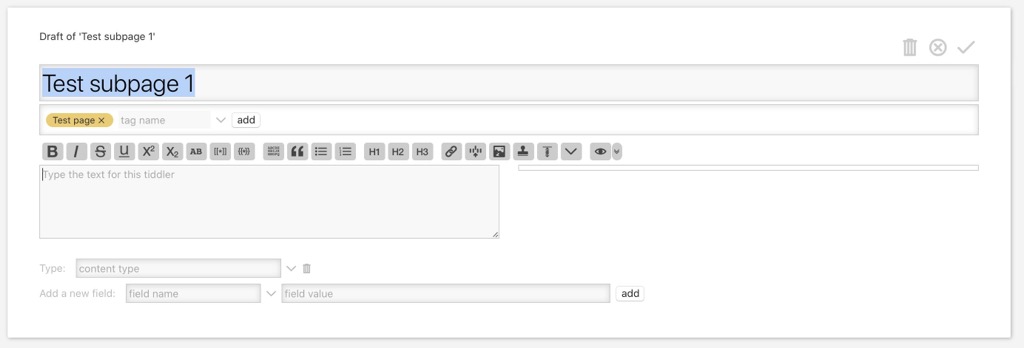 Draft of 'Test subpage 1'
Test subpage 1
Test page × tag name add
B I S U X² X₂ AB [[•]] {{•}} H1 H2 H3
Type the text for this tiddler
Type: content type
Add a new field: field name field value add